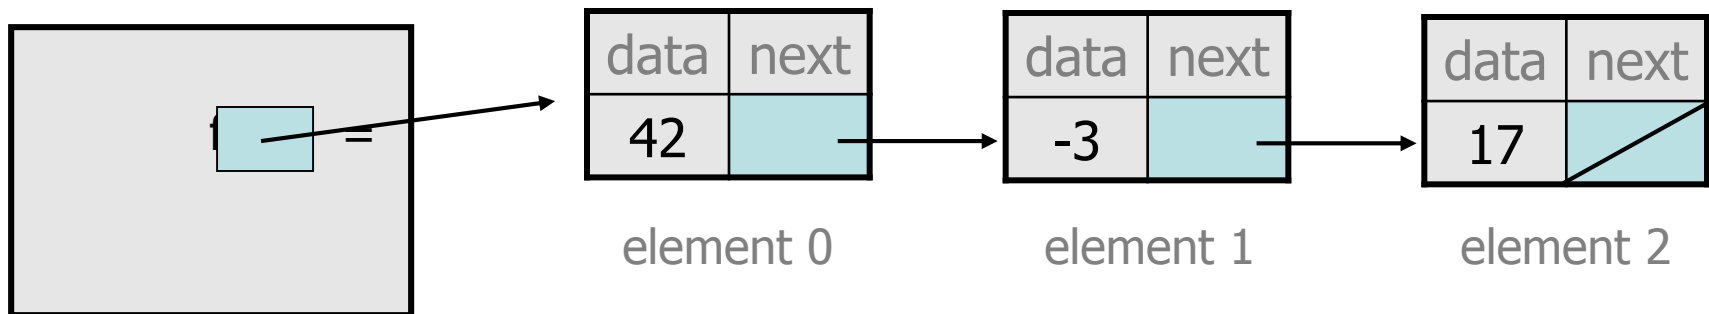 data next
42
element 0
data next
-3
element 1
data next
17
element 2
=